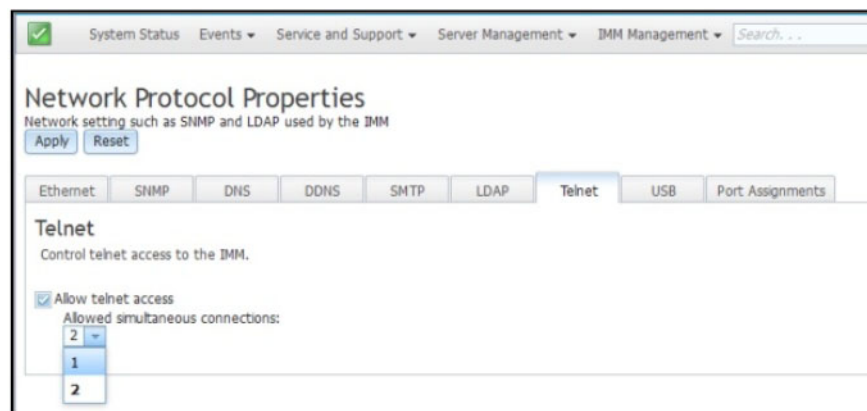 System Status Events Service and Support Server Management IMM Management Search. . .
Network Protocol Properties
Network setting such as SNMP and LDAP used by the IMM
Apply Reset
Ethernet SNMP DNS DDNS SMTP LDAP Telnet USB Port Assignments
Telnet
Control telnet access to the IMM.
Allow telnet access
Allowed simultaneous connections:
2
1
2